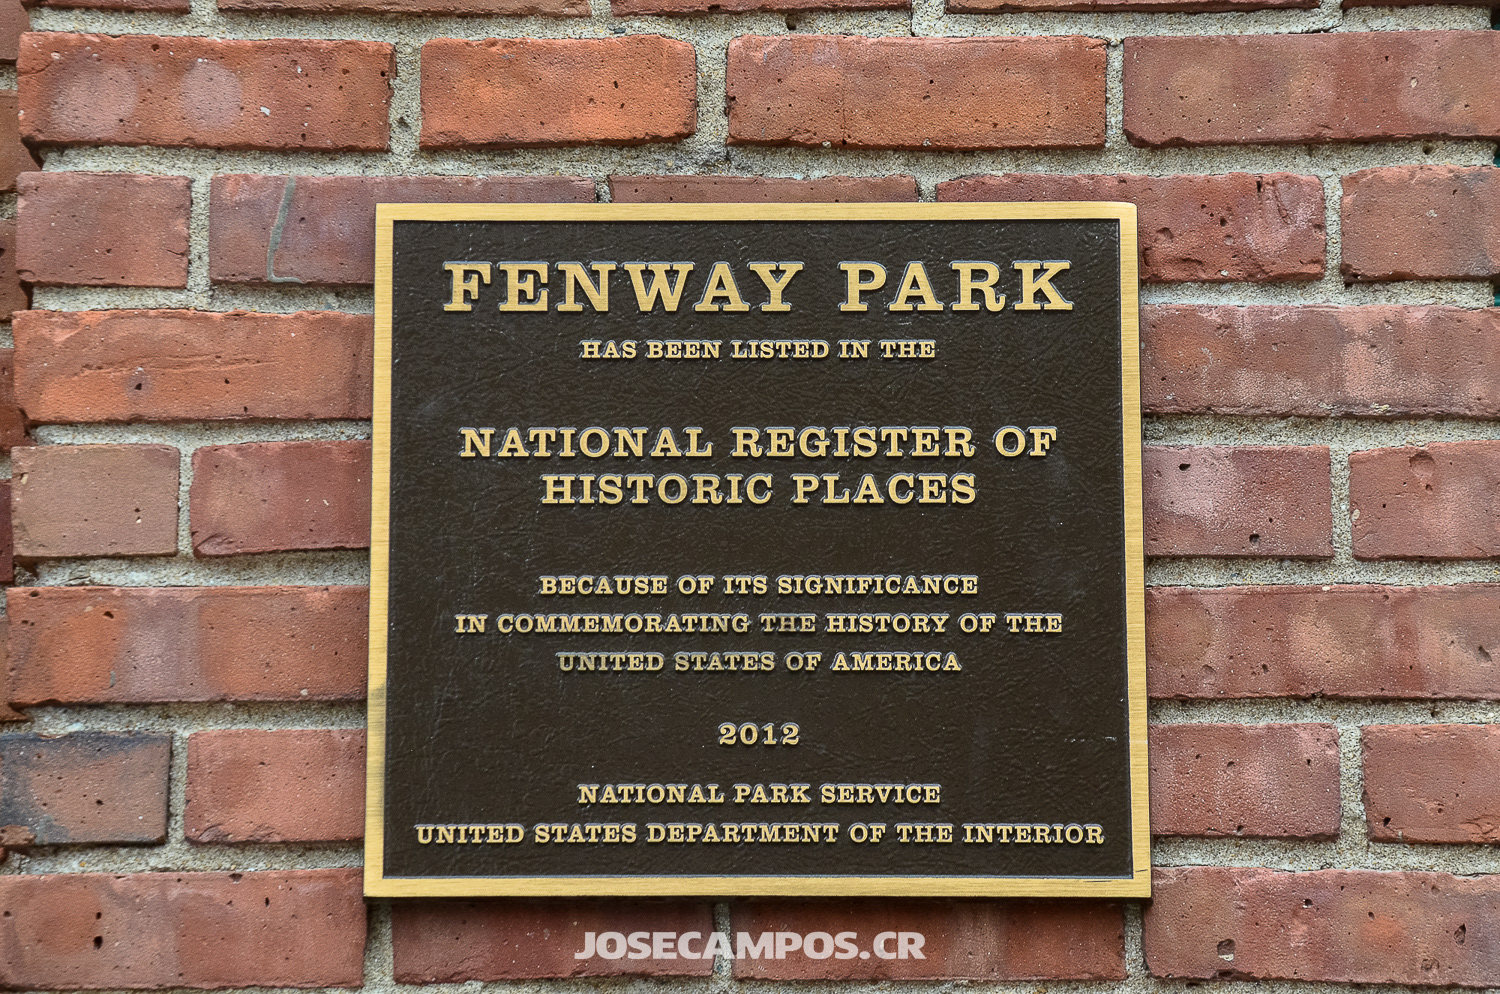 FENWAY PARK
HAS BEEN LISTED IN THE
NATIONAL REGISTER OF
HISTORIC PLACES
BECAUSE OF ITS SIGNIFICANCE
IN COMMEMORATING THE HISTORY OF THE
UNITED STATES OF AMERICA
2012
NATIONAL PARK SERVICE
UNITED STATES DEPARTMENT OF THE INTERIOR
JOSECAMPOS.CR